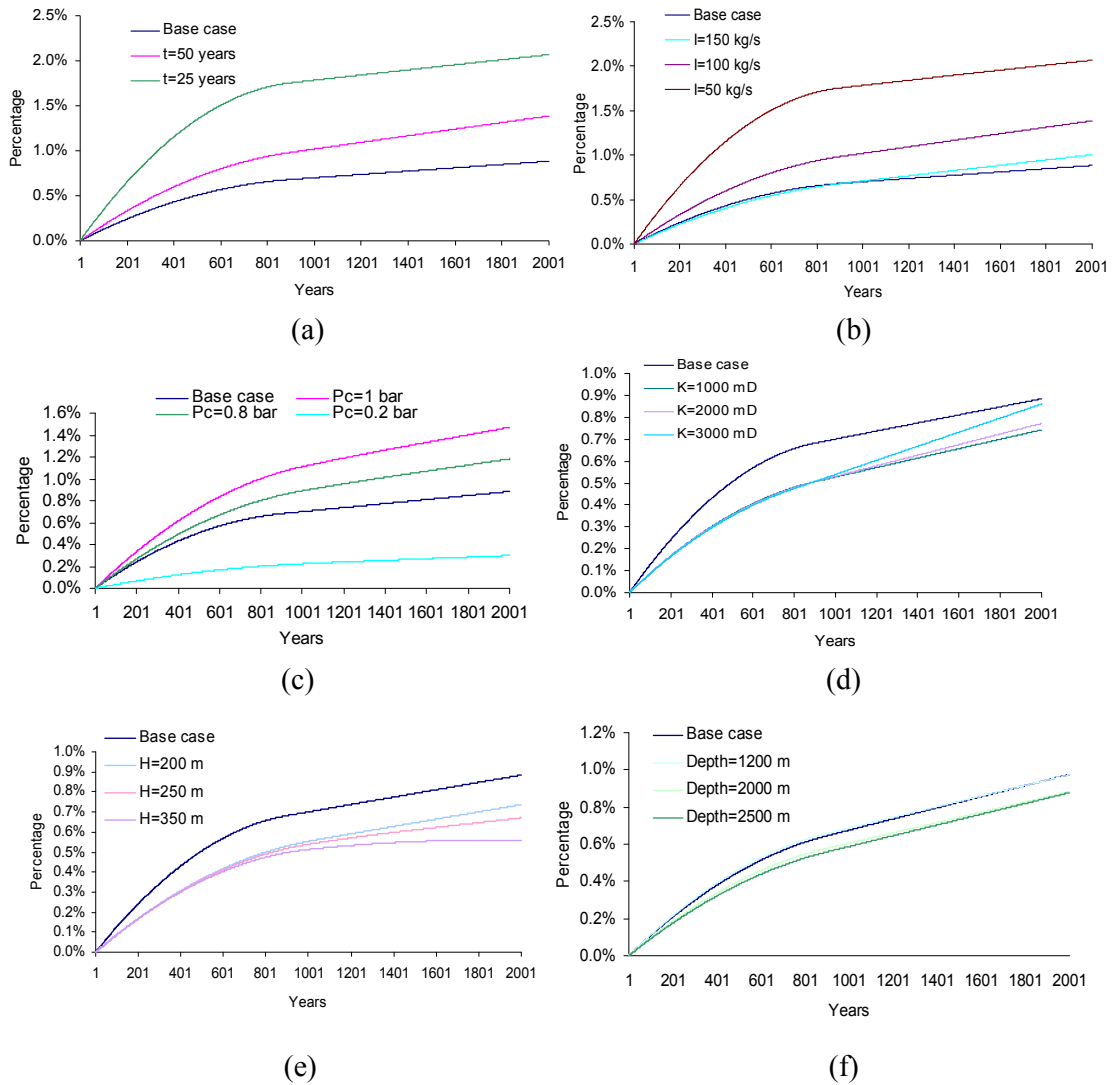 2.5%
2.0%
1.5%
1.0%
0.5%
0.0%
Percentage
Base case
t=50 years
t=25 years
1 201 401 601 801 1001 1201 1401 1601 1801 2001
Years
(a)
2.5%
2.0%
1.5%
1.0%
0.5%
0.0%
Percentage
Base case
I=150 kg/s
I=100 kg/s
I=50 kg/s
1 201 401 601 801 1001 1201 1401 1601 1801 2001
Years
(b)
Base case Pc=1 bar
Pc=0.8 bar Pc=0.2 bar
1.6%
1.4%
1.2%
1.0%
0.8%
0.6%
0.4%
0.2%
0.0%
Percentage
1 201 401 601 801 1001 1201 1401 1601 1801 2001
Years
(c)
Base case
K=1000 mD
K=2000 mD
K=3000 mD
1.0%
0.9%
0.8%
0.7%
0.6%
0.5%
0.4%
0.3%
0.2%
0.1%
0.0%
Percentage
1 201 401 601 801 1001 1201 1401 1601 1801 2001
Years
(d)
Base case
H=200 m
H=250 m
H=350 m
1.0%
0.9%
0.8%
0.7%
0.6%
0.5%
0.4%
0.3%
0.2%
0.1%
0.0%
Percentage
1 201 401 601 801 1001 1201 1401 1601 1801 2001
Years
(e)
Base case
Depth=1200 m
Depth=2000 m
Depth=2500 m
1.2%
1.0%
0.8%
0.6%
0.4%
0.2%
0.0%
Percentage
1 201 401 601 801 1001 1201 1401 1601 1801 2001
Years
(f)